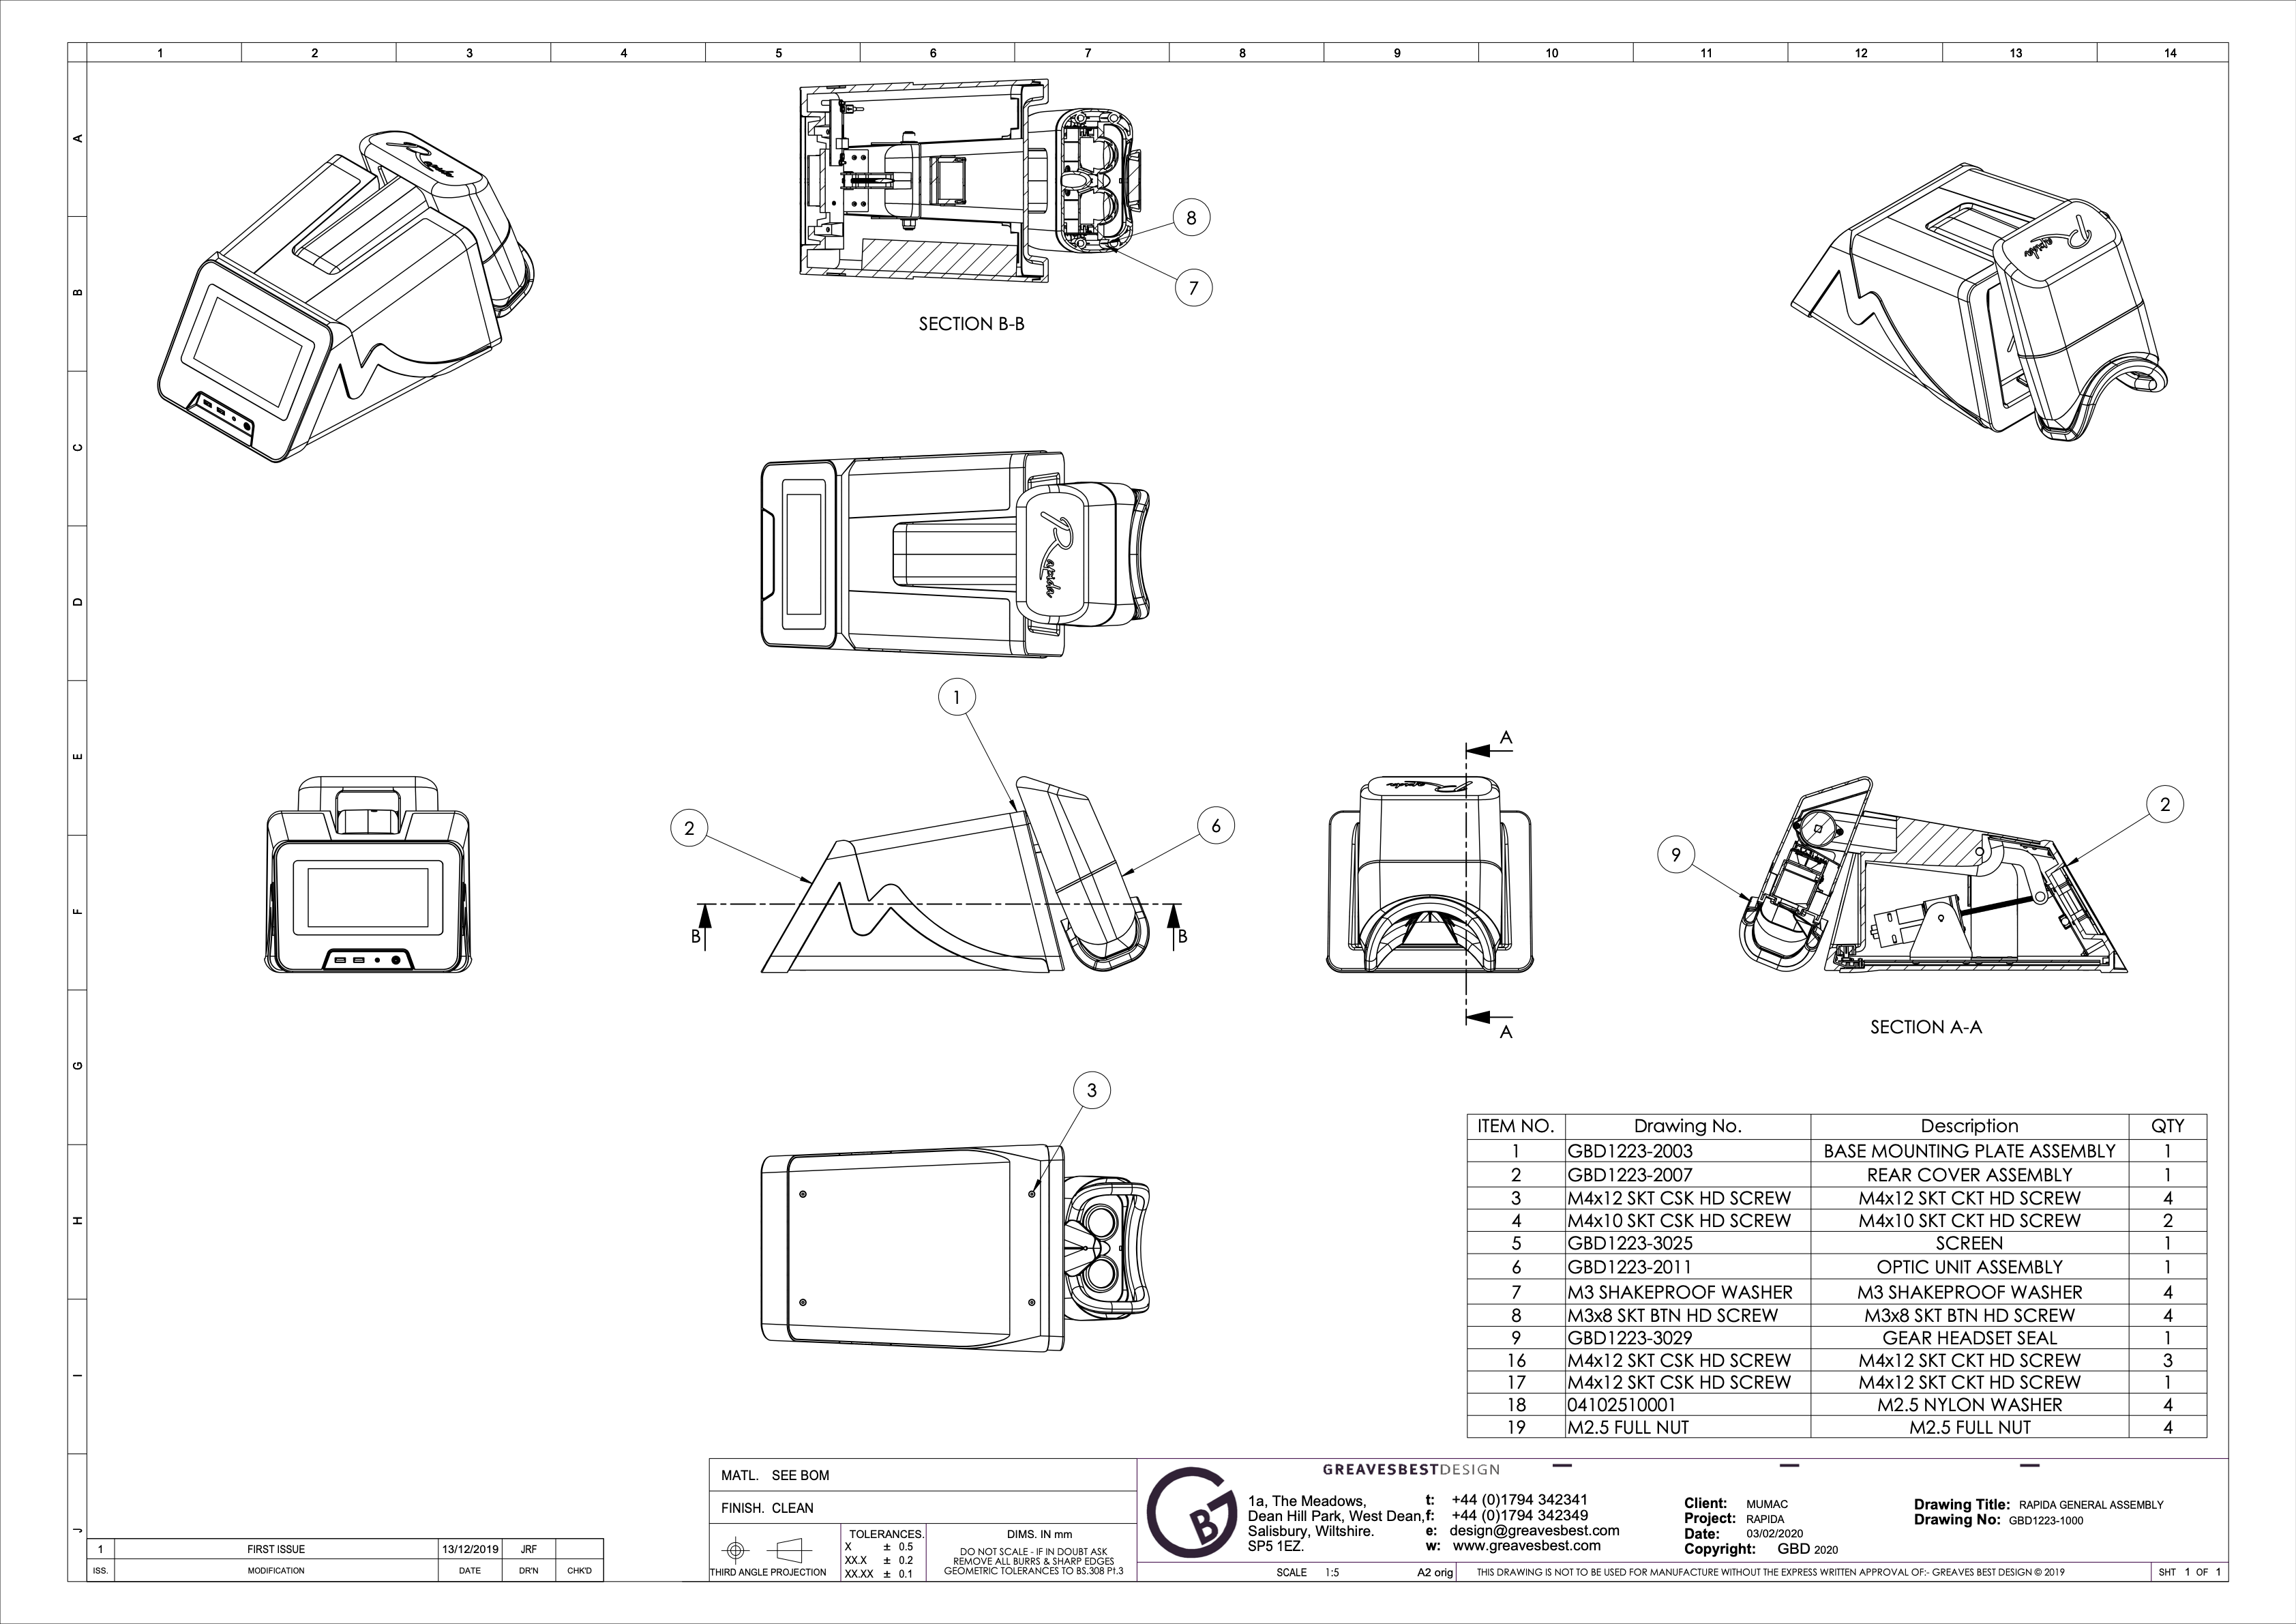 1 2 3 4 5 6 7 8 9 10 11 12 13 14
A
B
C
D
E
F
G
H
I
J
Rapida
8
7
SECTION B-B
Rapida
Rapida
1
2
6
B
B
A
A
Rapida
9
2
SECTION A-A
3
ITEM NO. Drawing No. Description QTY
1 GBD1223-2003 BASE MOUNTING PLATE ASSEMBLY 1
2 GBD1223-2007 REAR COVER ASSEMBLY 1
3 M4x12 SKT CSK HD SCREW M4x12 SKT CKT HD SCREW 4
4 M4x10 SKT CSK HD SCREW M4x10 SKT CKT HD SCREW 2
5 GBD1223-3025 SCREEN 1
6 GBD1223-2011 OPTIC UNIT ASSEMBLY 1
7 M3 SHAKEPROOF WASHER M3 SHAKEPROOF WASHER 4
8 M3x8 SKT BTN HD SCREW M3x8 SKT BTN HD SCREW 4
9 GBD1223-3029 GEAR HEADSET SEAL 1
16 M4x12 SKT CSK HD SCREW M4x12 SKT CKT HD SCREW 3
17 M4x12 SKT CSK HD SCREW M4x12 SKT CKT HD SCREW 1
18 04102510001 M2.5 NYLON WASHER 4
19 M2.5 FULL NUT M2.5 FULL NUT 4
1 FIRST ISSUE 13/12/2019 JRF
ISS. MODIFICATION DATE DR'N CHK'D
MATL. SEE BOM
FINISH. CLEAN
THIRD ANGLE PROJECTION
TOLERANCES.
X ± 0.5
XX.X ± 0.2
XX.XX ± 0.1
DIMS. IN mm
DO NOT SCALE - IF IN DOUBT ASK
REMOVE ALL BURRS & SHARP EDGES
GEOMETRIC TOLERANCES TO BS.308 Pt.3
GB
GREAVESBESTDESIGN
1a, The Meadows,
Dean Hill Park, West Dean,
Salisbury, Wiltshire.
SP5 1EZ.
t: +44 (0)1794 342341
f: +44 (0)1794 342349
e: design@greavesbest.com
w: www.greavesbest.com
Client: MUMAC
Project: RAPIDA
Date: 03/02/2020
Copyright: GBD 2020
Drawing Title: RAPIDA GENERAL ASSEMBLY
Drawing No: GBD1223-1000
SCALE 1:5 A2 orig
THIS DRAWING IS NOT TO BE USED FOR MANUFACTURE WITHOUT THE EXPRESS WRITTEN APPROVAL OF:- GREAVES BEST DESIGN © 2019
SHT 1 OF 1